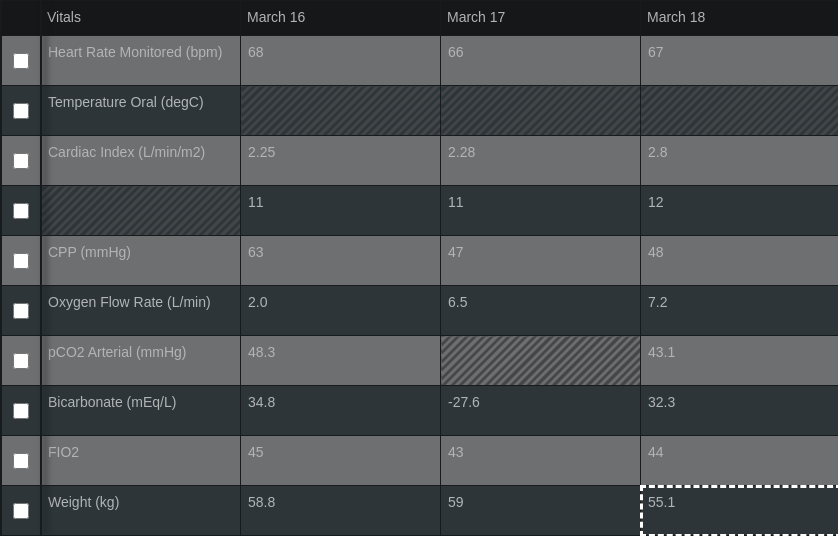 Vitals March 16 March 17 March 18
Heart Rate Monitored (bpm) 68 66 67
Temperature Oral (degC)
Cardiac Index (L/min/m2) 2.25 2.28 2.8
11 11 12
CPP (mmHg) 63 47 48
Oxygen Flow Rate (L/min) 2.0 6.5 7.2
pCO2 Arterial (mmHg) 48.3 43.1
Bicarbonate (mEq/L) 34.8 -27.6 32.3
FIO2 45 43 44
Weight (kg) 58.8 59 55.1